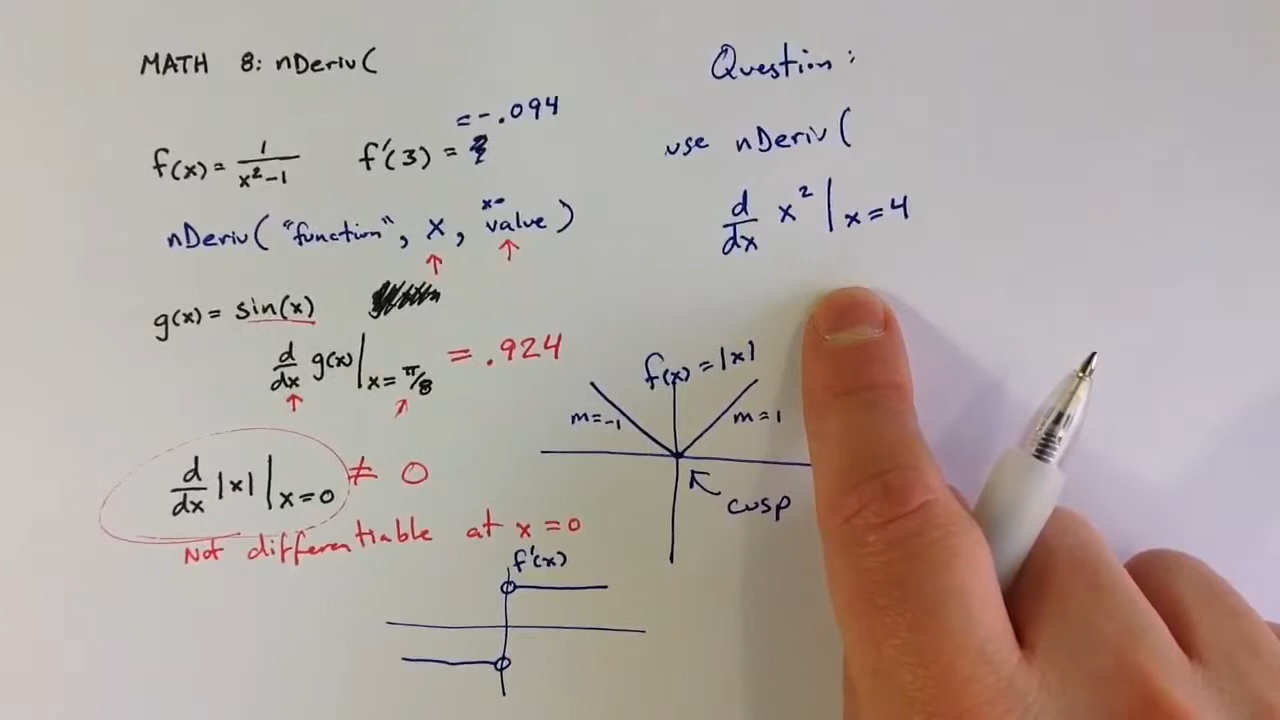 MATH 8: nDeriv(
= -.094
f(x) = 1/(x²-1) f'(3) =
nDeriv( "function", x, value )
x=
g(x) = sin(x)
d/dx g(x) | x = π/8 = .924
d/dx |x| | x=0 ≠ 0
Not differentiable at x = 0
f'(x)
Question:
use nDeriv(
d/dx x² | x=4
f(x) = |x|
m=-1 m=1
cusp